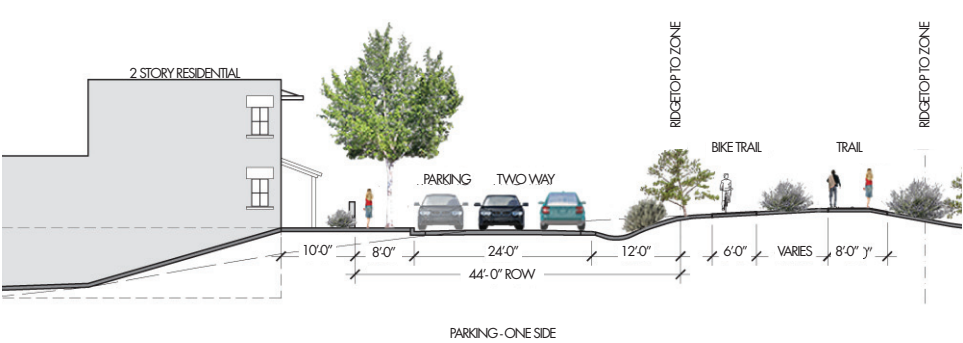 2 STORY RESIDENTIAL
RIDGETOP TO ZONE
RIDGETOP TO ZONE
BIKE TRAIL
TRAIL
PARKING
TWO WAY
10'-0"
8'-0"
24'-0"
12'-0"
6'-0"
VARIES
8'-0"
44'-0" ROW
PARKING - ONE SIDE